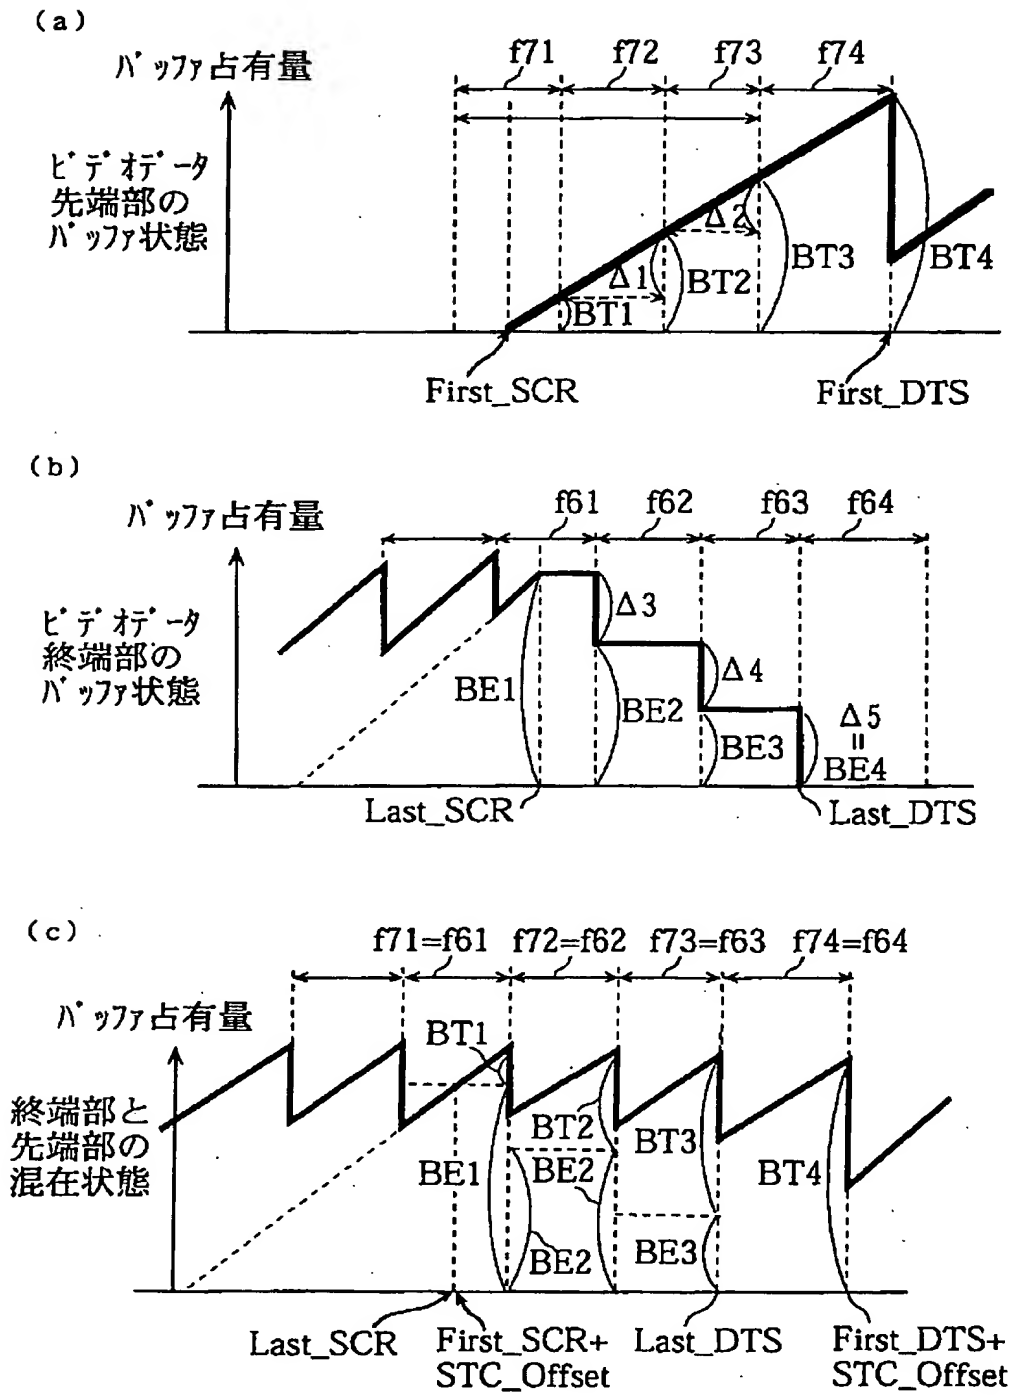 (a)
バッファ占有量
f71 f72 f73 f74
ビデオデータ
先端部の
バッファ状態
Δ1 Δ2
BT1 BT2 BT3 BT4
First_SCR First_DTS
(b)
バッファ占有量
f61 f62 f63 f64
ビデオデータ
終端部の
バッファ状態
Δ3
Δ4
Δ5
=
BE1 BE2 BE3 BE4
Last_SCR Last_DTS
(c)
f71=f61 f72=f62 f73=f63 f74=f64
バッファ占有量
終端部と
先端部の
混在状態
BT1
BT2 BT3
BE1 BE2 BT4
BE2 BE3
Last_SCR First_SCR+ Last_DTS First_DTS+
STC_Offset STC_Offset